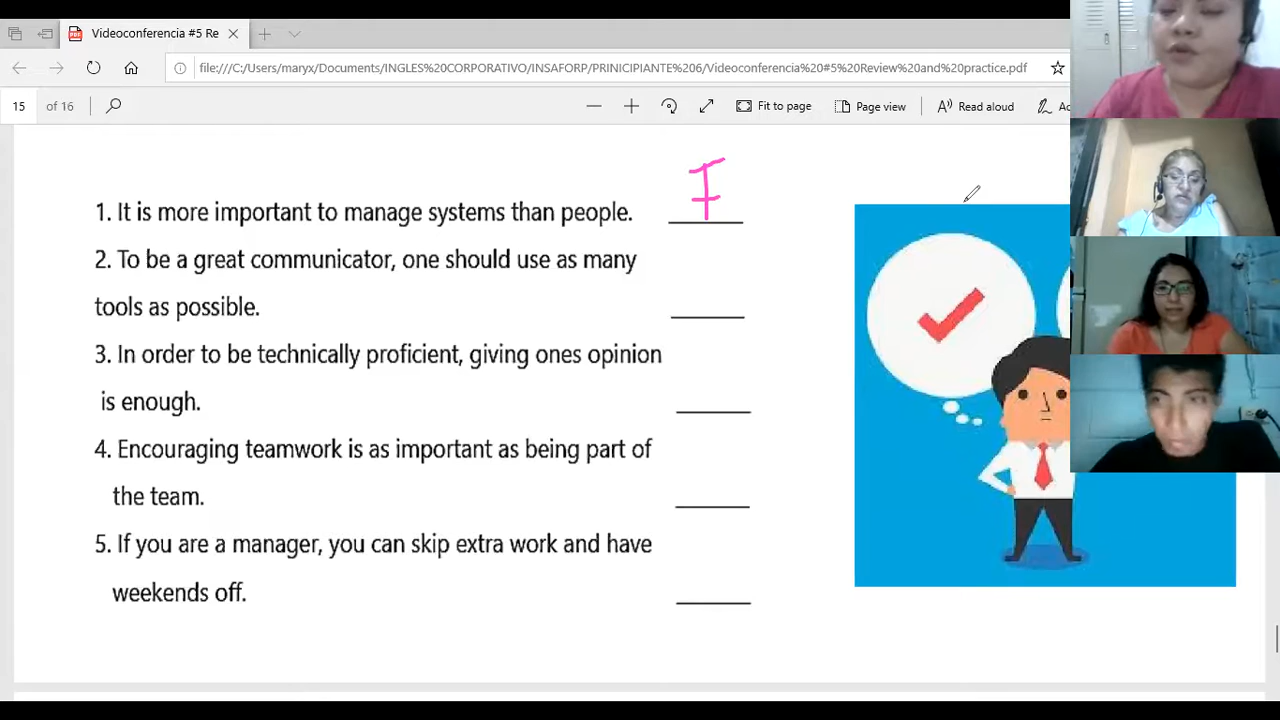 Videoconferencia #5 Re
file:///C:/Users/maryx/Documents/INGLES%20CORPORATIVO/INSAFORP/PRINICIPIANTE%206/Videoconferencia%20#5%20Review%20and%20practice.pdf
15 of 16 Fit to page Page view Read aloud
1. It is more important to manage systems than people. F
2. To be a great communicator, one should use as many
tools as possible.
3. In order to be technically proficient, giving ones opinion
is enough.
4. Encouraging teamwork is as important as being part of
the team.
5. If you are a manager, you can skip extra work and have
weekends off.